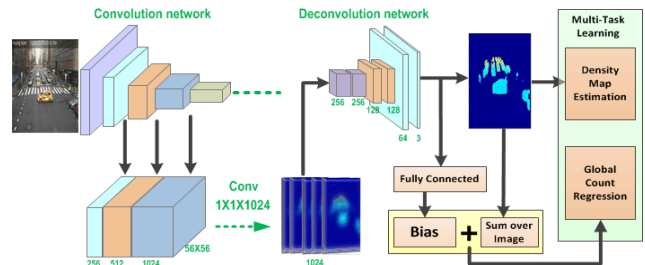 Convolution network
Deconvolution network
Multi-Task
Learning
Density
Map
Estimation
256
256
128
128
64
3
Conv
1X1X1024
Fully Connected
Global
Count
Regression
Bias
+
Sum over
Image
256
512
1024
56X56
1024